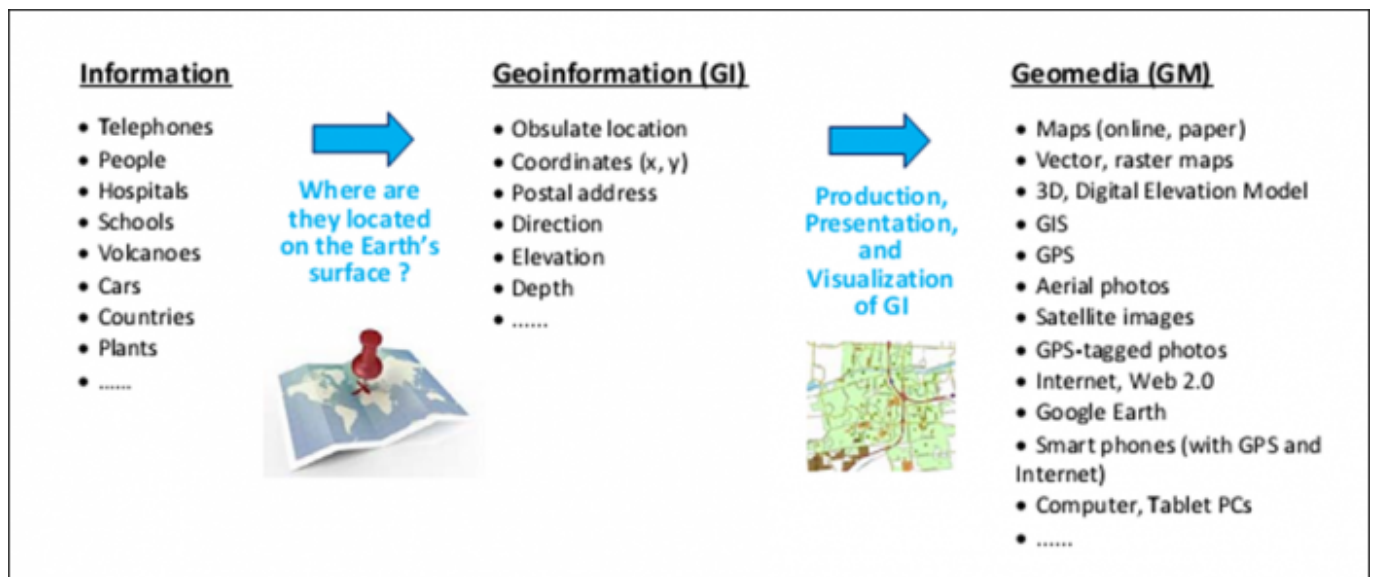 Information
• Telephones
• People
• Hospitals
• Schools
• Volcanoes
• Cars
• Countries
• Plants
• ......
Where are
they located
on the Earth's
surface ?
Geoinformation (GI)
• Obsulate location
• Coordinates (x, y)
• Postal address
• Direction
• Elevation
• Depth
• ......
Production,
Presentation,
and
Visualization
of GI
Geomedia (GM)
• Maps (online, paper)
• Vector, raster maps
• 3D, Digital Elevation Model
• GIS
• GPS
• Aerial photos
• Satellite images
• GPS-tagged photos
• Internet, Web 2.0
• Google Earth
• Smart phones (with GPS and
Internet)
• Computer, Tablet PCs
• ......